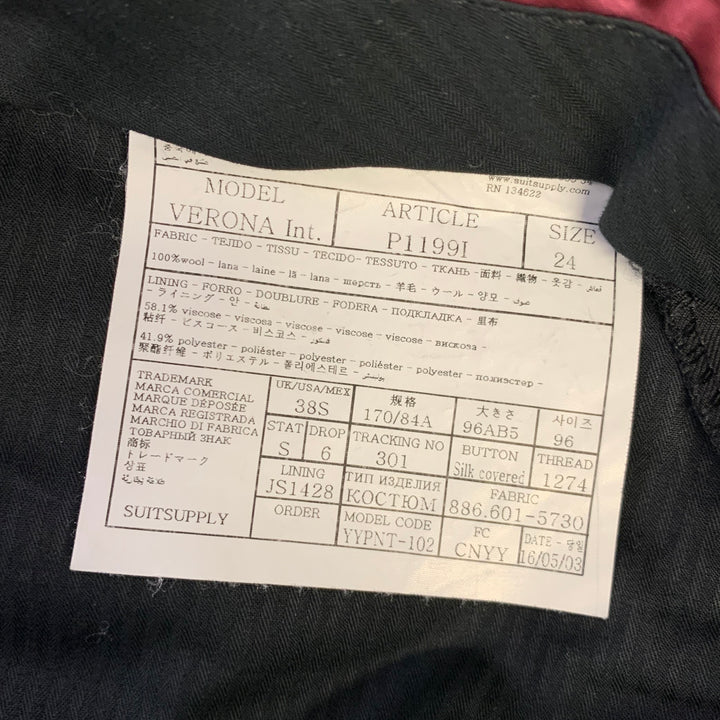 www.suitsupply.com
RN 134622
MODEL
VERONA Int.
ARTICLE
P1199I
SIZE
24
FABRIC - TEJIDO - TISSU - TECIDO- TESSUTO - ТКАНЬ - 面料 - 織物 - 옷감 - قماش
100%wool - lana - laine - lã - lana - шерсть - 羊毛 - ウール - 양모 - صوف -
LINING - FORRO - DOUBLURE - FODERA - ПОДКЛАДКА - 里布
- ライニング - 안 -
58.1% viscose - viscosa - viscose - viscose - viscose - вискоза -
粘纤 - ビスコース - 비스코스 -
41.9% polyester - poliéster - polyester - poliéster - polyester - полиэстер -
聚酯纤维 - ポリエステル - 폴리에스테르 - بوليستر -
TRADEMARK
MARCA COMERCIAL
MARQUE DÉPOSÉE
MARCA REGISTRADA
MARCHIO DI FABRICA
ТОВАРНЫЙ ЗНАК
商标
トレードマーク
상표
SUITSUPPLY
UK/USA/MEX
38S
规格
170/84A
大きさ
96AB5
사이즈
96
STAT
S
DROP
6
TRACKING NO
301
BUTTON
Silk covered
THREAD
1274
LINING
JS1428
ТИП ИЗДЕЛИЯ
КОСТЮМ
FABRIC
886.601-5730
ORDER
MODEL CODE
YYPNT-102
FC
CNYY
DATE - 당일
16/05/03